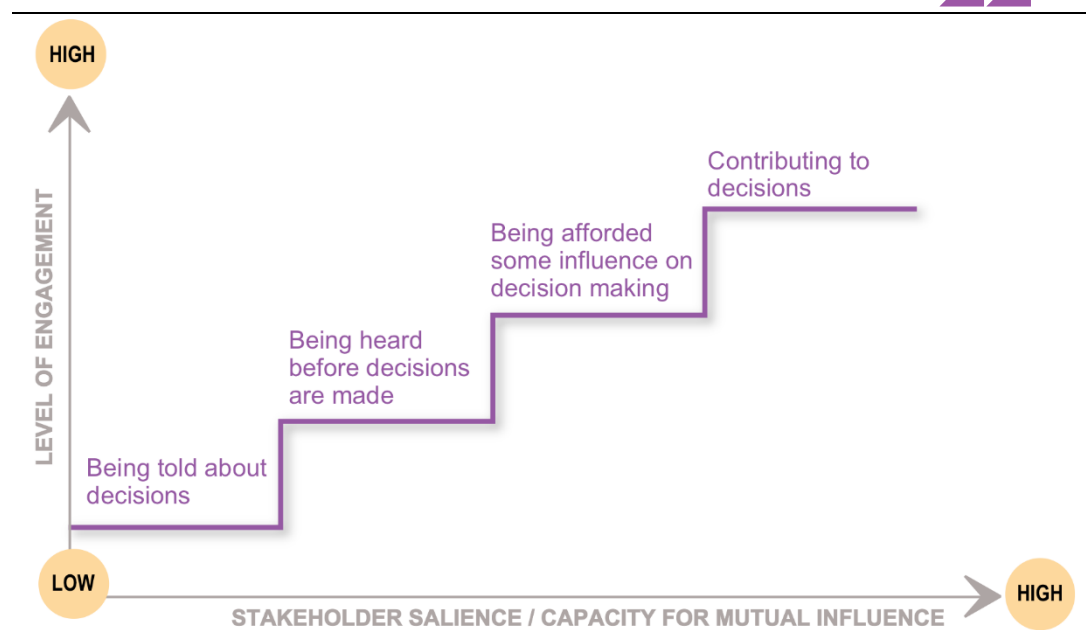 HIGH
LEVEL OF ENGAGEMENT
Contributing to
decisions
Being afforded
some influence on
decision making
Being heard
before decisions
are made
Being told about
decisions
LOW
HIGH
STAKEHOLDER SALIENCE / CAPACITY FOR MUTUAL INFLUENCE